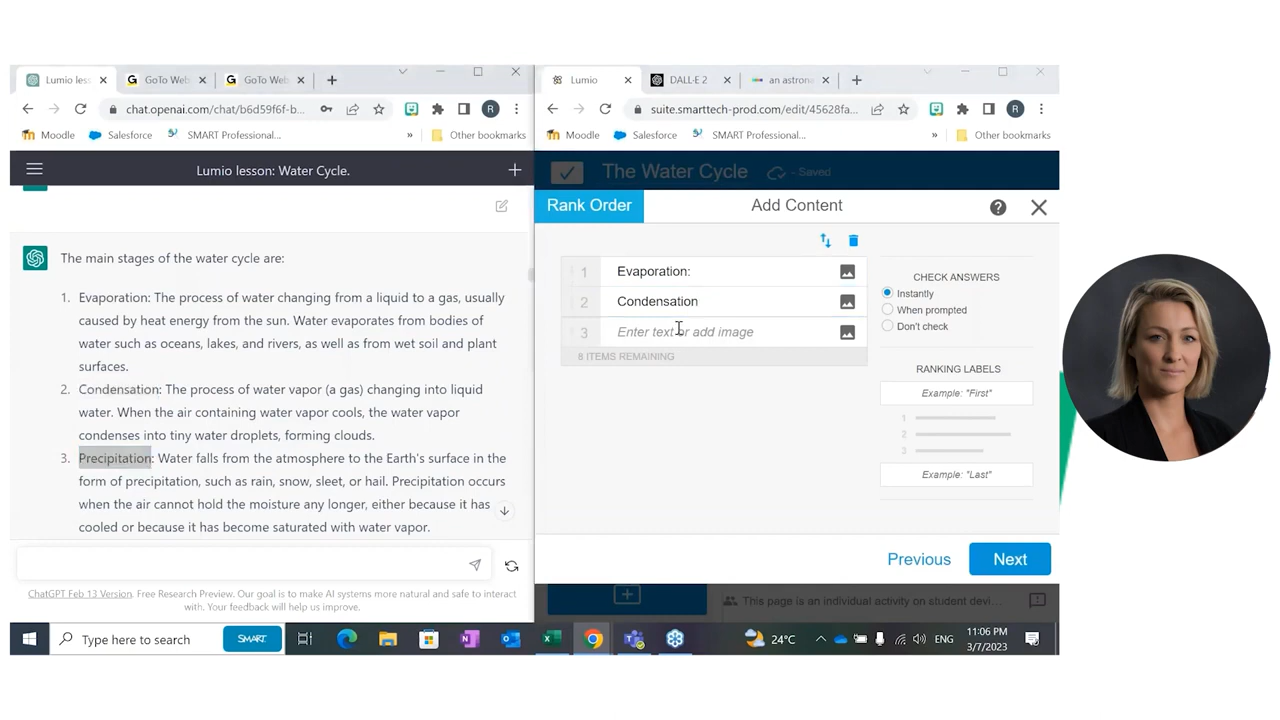 Lumio les
GoTo Web
GoTo Web
chat.openai.com/chat/b6d59f6f-b...
R
Moodle
Salesforce
SMART Professional...
»
Other bookmarks
Lumio lesson: Water Cycle.
The main stages of the water cycle are:
1. Evaporation: The process of water changing from a liquid to a gas, usually
caused by heat energy from the sun. Water evaporates from bodies of
water such as oceans, lakes, and rivers, as well as from wet soil and plant
surfaces.
2. Condensation: The process of water vapor (a gas) changing into liquid
water. When the air containing water vapor cools, the water vapor
condenses into tiny water droplets, forming clouds.
3. Precipitation: Water falls from the atmosphere to the Earth's surface in the
form of precipitation, such as rain, snow, sleet, or hail. Precipitation occurs
when the air cannot hold the moisture any longer, either because it has
cooled or because it has become saturated with water vapor.
ChatGPT Feb 13 Version. Free Research Preview. Our goal is to make AI systems more natural and safe to interact
with. Your feedback will help us improve.
Lumio
DALL·E 2
an astrona
suite.smarttech-prod.com/edit/45628fa...
R
Moodle
Salesforce
SMART Professional...
»
Other bookmarks
The Water Cycle
- Saved
Rank Order
Add Content
1 Evaporation:
2 Condensation
3 Enter text or add image
8 ITEMS REMAINING
CHECK ANSWERS
Instantly
When prompted
Don't check
RANKING LABELS
Example: "First"
1
2
3
Example: "Last"
Previous
Next
This page is an individual activity on student devi...
Type here to search
SMART
24°C
ENG
11:06 PM
3/7/2023